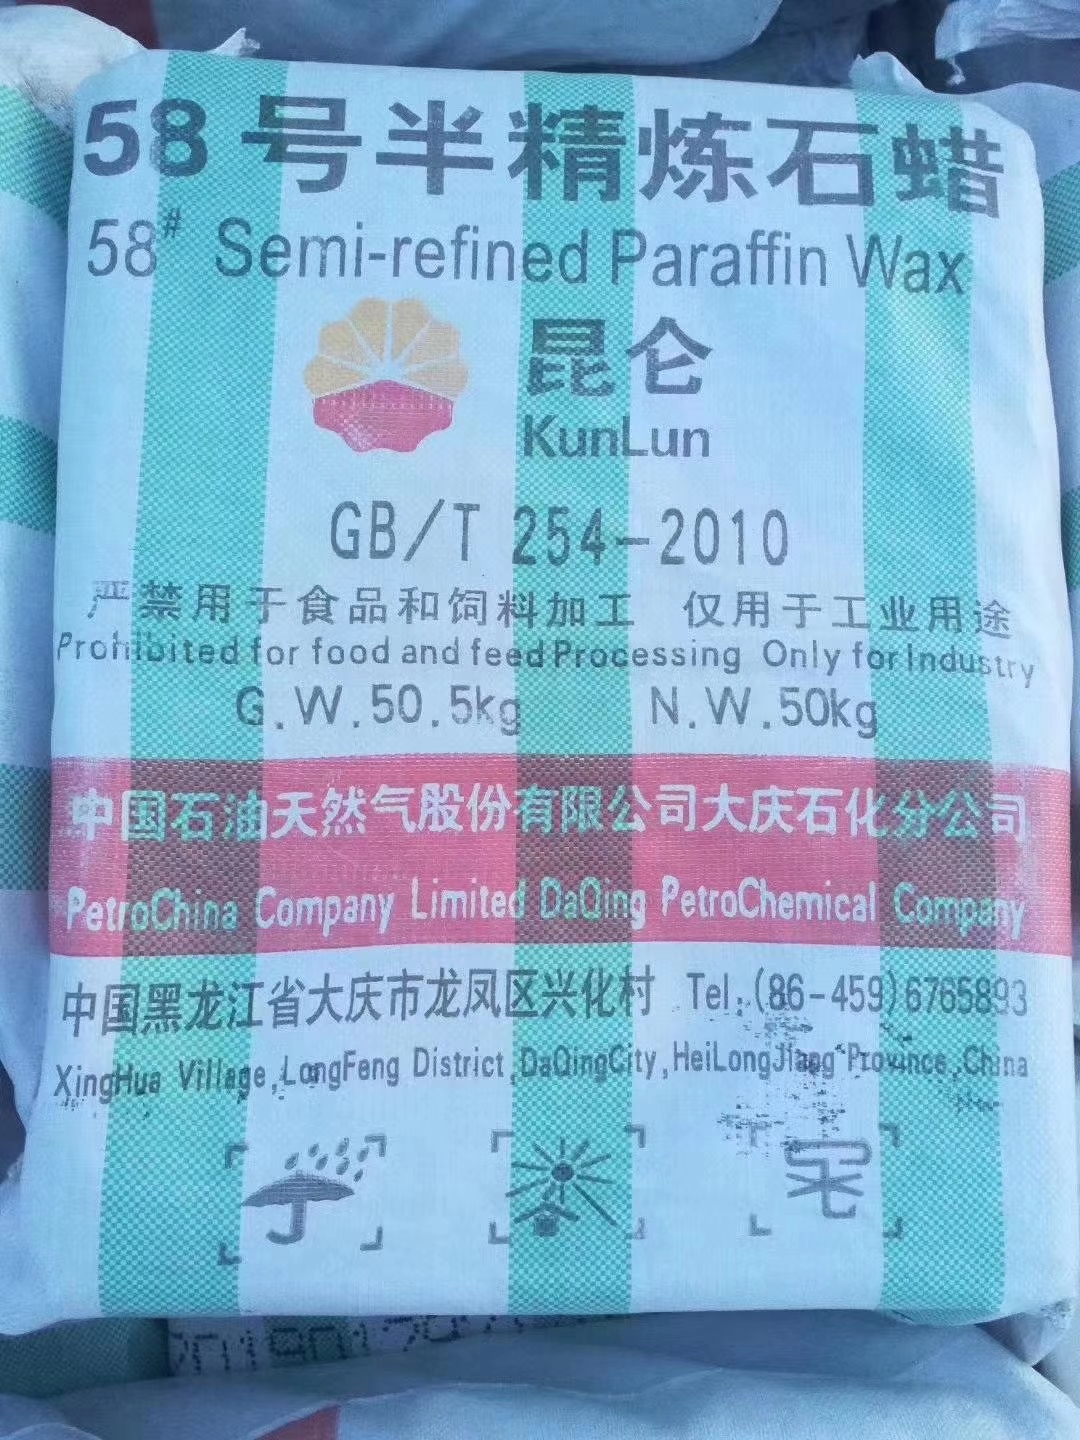 58号半精炼石蜡
58# Semi-refined Paraffin Wax
昆仑
KunLun
GB/T 254-2010
严禁用于食品和饲料加工 仅用于工业用途
Prohibited for food and feed Processing Only for Industry
G.W.50.5kg N.W.50kg
中国石油天然气股份有限公司大庆石化分公司
PetroChina Company Limited DaQing PetroChemical Company
中国黑龙江省大庆市龙凤区兴化村 Tel.(86-459)6765893
XingHua Village,LongFeng District,DaQingCity,HeiLongJiang Province,China